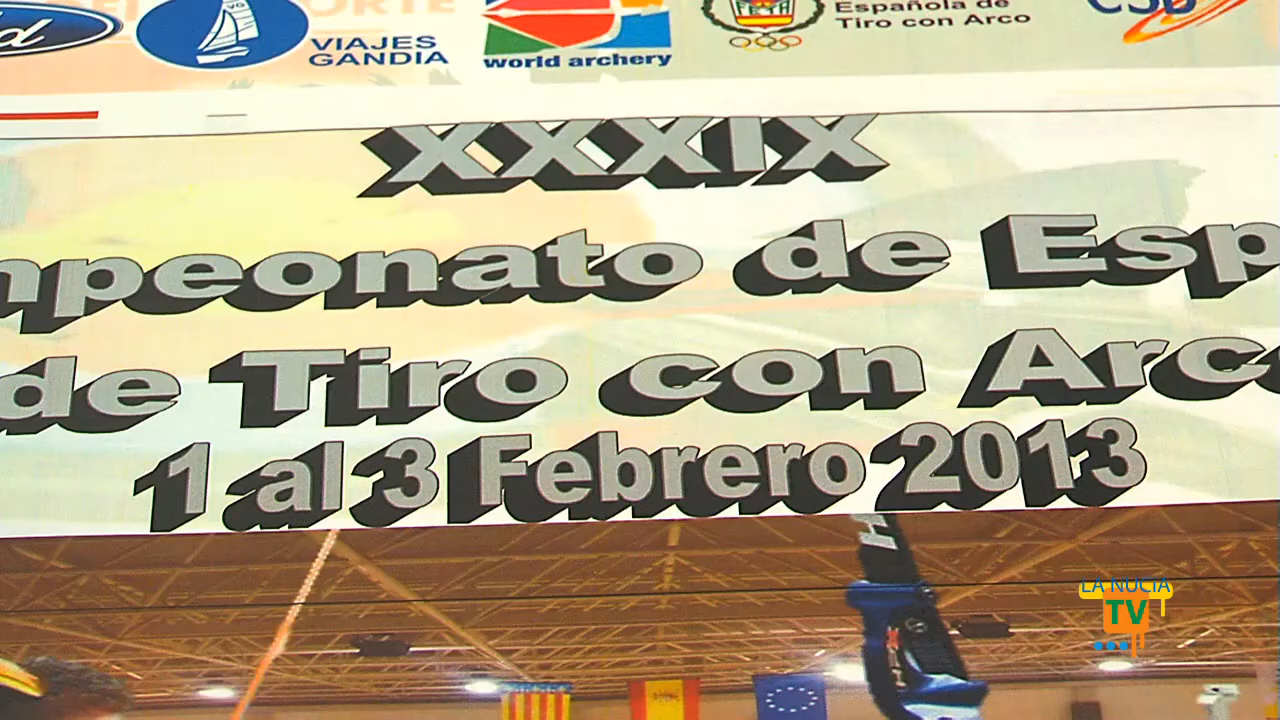 VIAJES
GANDIA
world archery
Española de
Tiro con Arco
XXXIX
mpeonato de Esp
de Tiro con Arc
1 al 3 Febrero 2013
LA NUCIA
TV